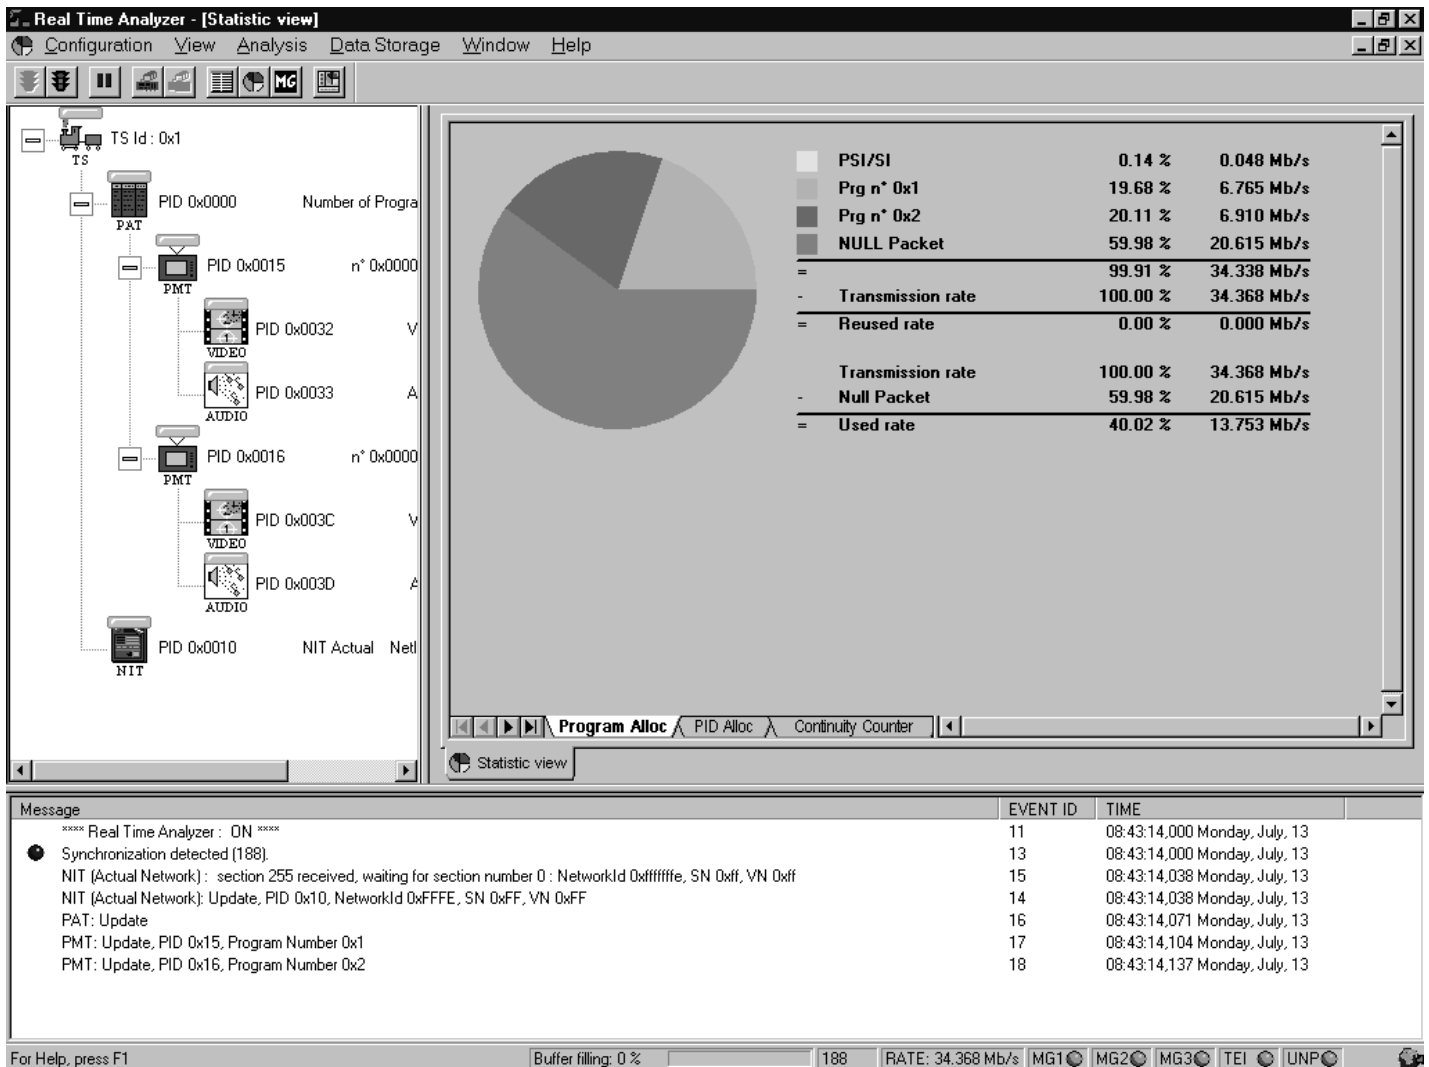 Real Time Analyzer - [Statistic view]
Configuration View Analysis Data Storage Window Help
MG
TS Id : 0x1
TS
PID 0x0000 Number of Progra
PAT
PID 0x0015 n° 0x0000
PMT
PID 0x0032 V
VIDEO
PID 0x0033 A
AUDIO
PID 0x0016 n° 0x0000
PMT
PID 0x003C V
VIDEO
PID 0x003D A
AUDIO
PID 0x0010 NIT Actual Netl
NIT
PSI/SI 0.14 % 0.048 Mb/s
Prg n° 0x1 19.68 % 6.765 Mb/s
Prg n° 0x2 20.11 % 6.910 Mb/s
NULL Packet 59.98 % 20.615 Mb/s
= 99.91 % 34.338 Mb/s
- Transmission rate 100.00 % 34.368 Mb/s
= Reused rate 0.00 % 0.000 Mb/s
Transmission rate 100.00 % 34.368 Mb/s
- Null Packet 59.98 % 20.615 Mb/s
= Used rate 40.02 % 13.753 Mb/s
Program Alloc PID Alloc Continuity Counter
Statistic view
Message EVENT ID TIME
**** Real Time Analyzer : ON **** 11 08:43:14,000 Monday, July, 13
Synchronization detected (188). 13 08:43:14,000 Monday, July, 13
NIT (Actual Network) : section 255 received, waiting for section number 0 : NetworkId 0xfffffffe, SN 0xff, VN 0xff 15 08:43:14,038 Monday, July, 13
NIT (Actual Network): Update, PID 0x10, NetworkId 0xFFFE, SN 0xFF, VN 0xFF 14 08:43:14,038 Monday, July, 13
PAT: Update 16 08:43:14,071 Monday, July, 13
PMT: Update, PID 0x15, Program Number 0x1 17 08:43:14,104 Monday, July, 13
PMT: Update, PID 0x16, Program Number 0x2 18 08:43:14,137 Monday, July, 13
For Help, press F1 Buffer filling: 0 % 188 RATE: 34.368 Mb/s MG1 MG2 MG3 TEI UNP